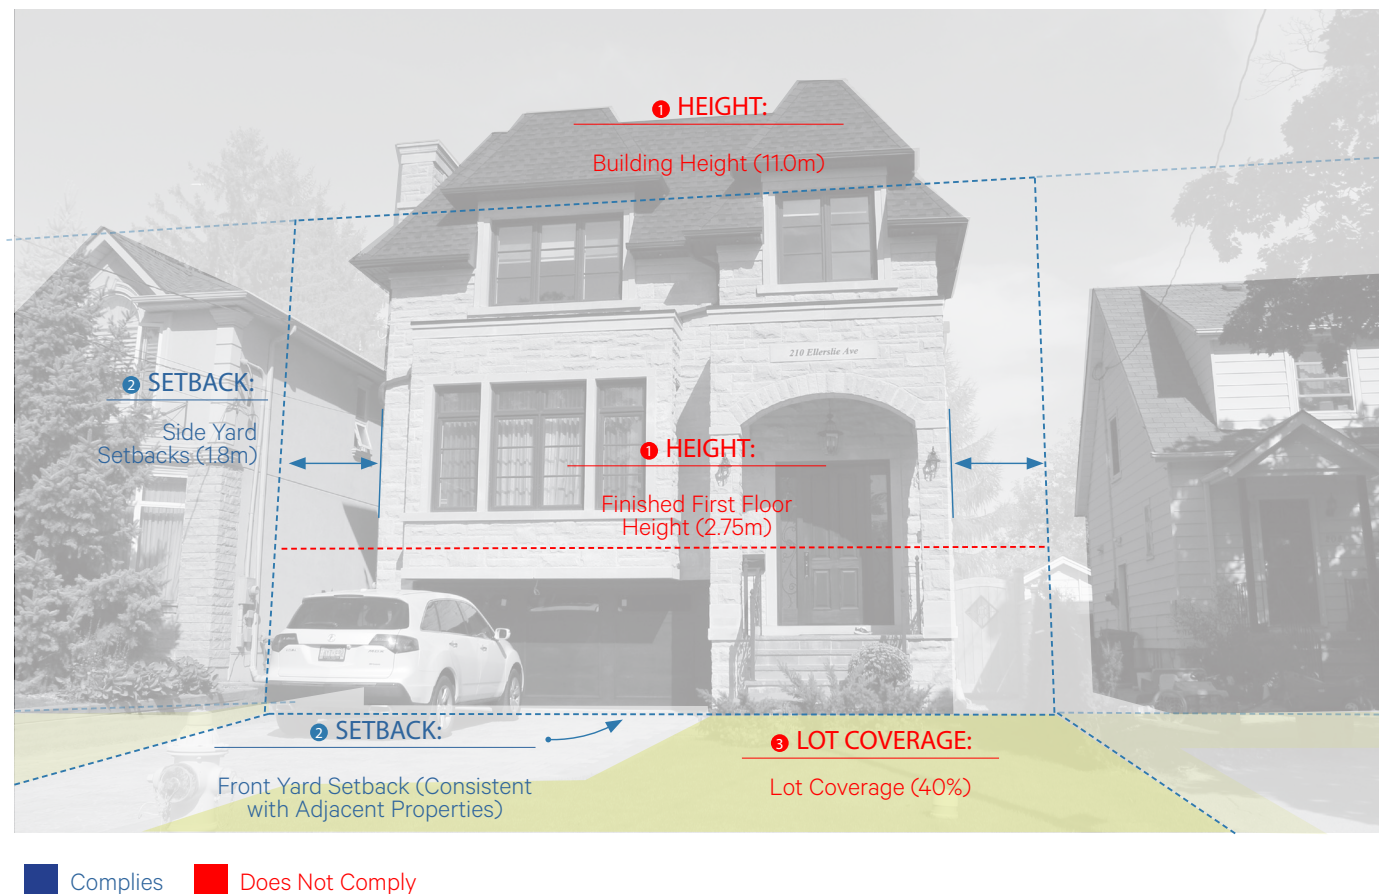 1 HEIGHT:
Building Height (11.0m)
210 Ellerslie Ave
2 SETBACK:
Side Yard
Setbacks (1.8m)
1 HEIGHT:
Finished First Floor
Height (2.75m)
2 SETBACK:
Front Yard Setback (Consistent
with Adjacent Properties)
3 LOT COVERAGE:
Lot Coverage (40%)
Complies
Does Not Comply